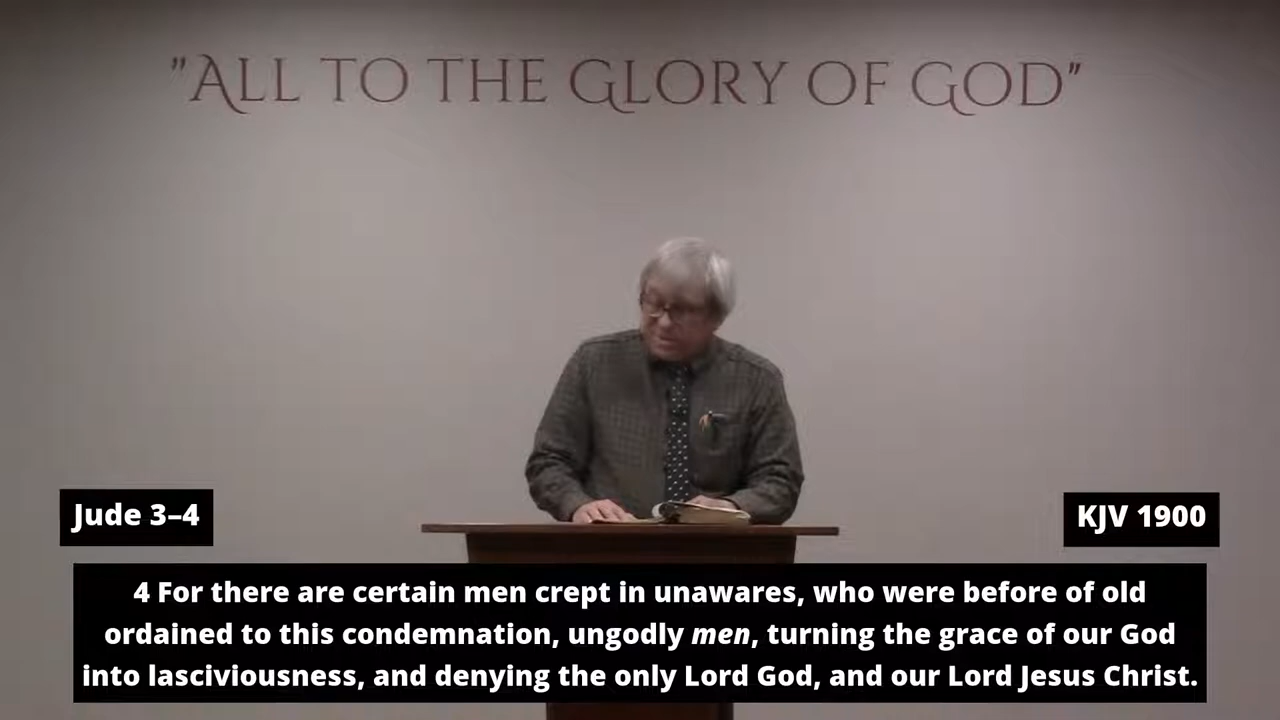 "ALL TO THE GLORY OF GOD"
Jude 3–4
KJV 1900
4 For there are certain men crept in unawares, who were before of old
ordained to this condemnation, ungodly men, turning the grace of our God
into lasciviousness, and denying the only Lord God, and our Lord Jesus Christ.